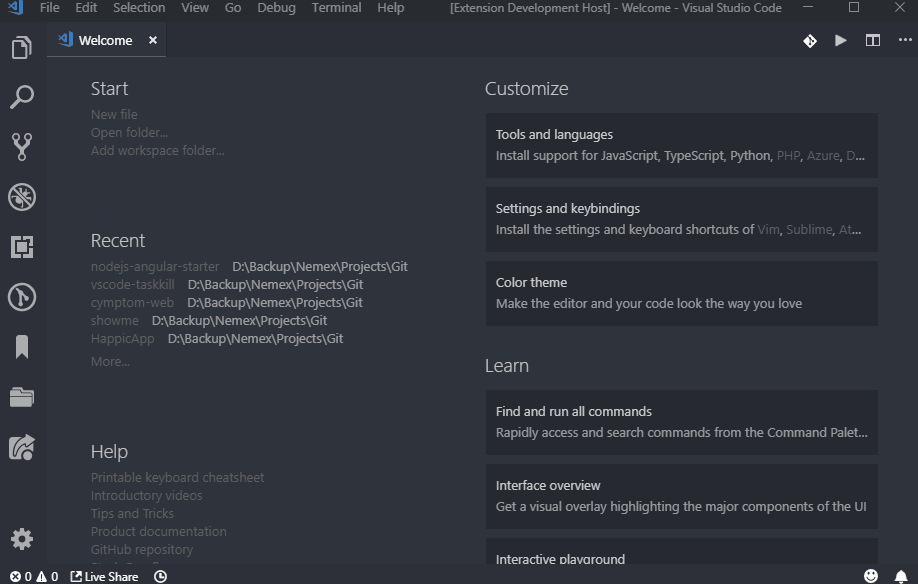 File Edit Selection View Go Debug Terminal Help [Extension Development Host] - Welcome - Visual Studio Code
Welcome
Start
New file
Open folder...
Add workspace folder...
Recent
nodejs-angular-starter D:\Backup\Nemex\Projects\Git
vscode-taskkill D:\Backup\Nemex\Projects\Git
cymptom-web D:\Backup\Nemex\Projects\Git
showme D:\Backup\Nemex\Projects\Git
HappicApp D:\Backup\Nemex\Projects\Git
More...
Help
Printable keyboard cheatsheet
Introductory videos
Tips and Tricks
Product documentation
GitHub repository
Customize
Tools and languages
Install support for JavaScript, TypeScript, Python, PHP, Azure, D...
Settings and keybindings
Install the settings and keyboard shortcuts of Vim, Sublime, At...
Color theme
Make the editor and your code look the way you love
Learn
Find and run all commands
Rapidly access and search commands from the Command Palet...
Interface overview
Get a visual overlay highlighting the major components of the UI
Interactive playground
0 0 Live Share